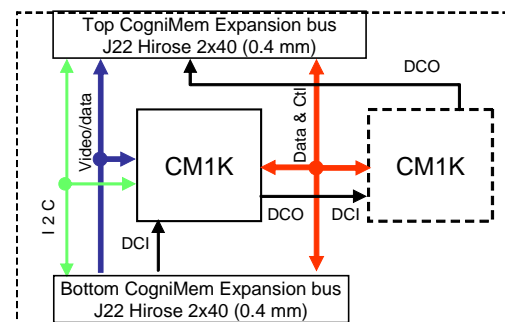 Top CogniMem Expansion bus
J22 Hirose 2x40 (0.4 mm)
DCO
Video/data
Data & Ctl
CM1K
CM1K
I 2 C
DCO
DCI
DCI
Bottom CogniMem Expansion bus
J22 Hirose 2x40 (0.4 mm)